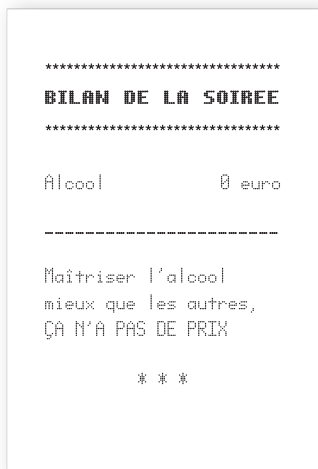 *********************************
BILAN DE LA SOIREE
*********************************
Alcool 0 euro
------------------------
Maîtriser l'alcool
mieux que les autres,
ÇA N'A PAS DE PRIX
* * *